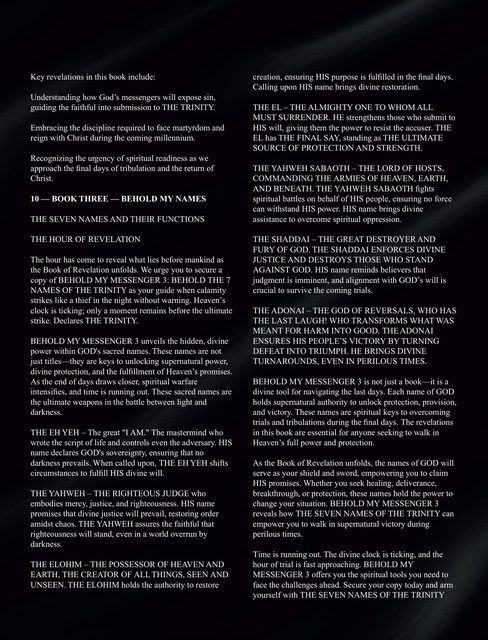 Key revelations in this book include:
Understanding how God's messengers will expose sin,
guiding the faithful into submission to THE TRINITY.
Embracing the discipline required to face martyrdom and
reign with Christ during the coming millennium.
Recognizing the urgency of spiritual readiness as we
approach the final days of tribulation and the return of
Christ.
10 — BOOK THREE — BEHOLD MY NAMES
THE SEVEN NAMES AND THEIR FUNCTIONS
THE HOUR OF REVELATION
The hour has come to reveal what lies before mankind as
the Book of Revelation unfolds. We urge you to secure a
copy of BEHOLD MY MESSENGER 3: BEHOLD THE 7
NAMES OF THE TRINITY as your guide when calamity
strikes like a thief in the night without warning. Heaven's
clock is ticking; only a moment remains before the ultimate
strike. Declares THE TRINITY.
BEHOLD MY MESSENGER 3 unveils the hidden, divine
power within GOD's sacred names. These names are not
just titles—they are keys to unlocking supernatural power,
divine protection, and the fulfillment of Heaven's promises.
As the end of days draws closer, spiritual warfare
intensifies, and time is running out. These sacred names are
the ultimate weapons in the battle between light and
darkness.
THE EH YEH – The great "I AM." The mastermind who
wrote the script of life and controls even the adversary. HIS
name declares GOD's sovereignty, ensuring that no
darkness prevails. When called upon, THE EH YEH shifts
circumstances to fulfill HIS divine will.
THE YAHWEH – THE RIGHTEOUS JUDGE who
embodies mercy, justice, and righteousness. HIS name
promises that divine justice will prevail, restoring order
amidst chaos. THE YAHWEH assures the faithful that
righteousness will stand, even in a world overrun by
darkness.
THE ELOHIM – THE POSSESSOR OF HEAVEN AND
EARTH, THE CREATOR OF ALL THINGS, SEEN AND
UNSEEN. THE ELOHIM holds the authority to restore
creation, ensuring HIS purpose is fulfilled in the final days.
Calling upon HIS name brings divine restoration.
THE EL – THE ALMIGHTY ONE TO WHOM ALL
MUST SURRENDER. HE strengthens those who submit to
HIS will, giving them the power to resist the accuser. THE
EL has THE FINAL SAY, standing as THE ULTIMATE
SOURCE OF PROTECTION AND STRENGTH.
THE YAHWEH SABAOTH – THE LORD OF HOSTS,
COMMANDING THE ARMIES OF HEAVEN, EARTH,
AND BENEATH. THE YAHWEH SABAOTH fights
spiritual battles on behalf of HIS people, ensuring no force
can withstand HIS power. HIS name brings divine
assistance to overcome spiritual oppression.
THE SHADDAI – THE GREAT DESTROYER AND
FURY OF GOD. THE SHADDAI ENFORCES DIVINE
JUSTICE AND DESTROYS THOSE WHO STAND
AGAINST GOD. HIS name reminds believers that
judgment is imminent, and alignment with GOD's will is
crucial to survive the coming trials.
THE ADONAI – THE GOD OF REVERSALS, WHO HAS
THE LAST LAUGH! WHO TRANSFORMS WHAT WAS
MEANT FOR HARM INTO GOOD. THE ADONAI
ENSURES HIS PEOPLE'S VICTORY BY TURNING
DEFEAT INTO TRIUMPH. HE BRINGS DIVINE
TURNAROUNDS, EVEN IN PERILOUS TIMES.
BEHOLD MY MESSENGER 3 is not just a book—it is a
divine tool for navigating the last days. Each name of GOD
holds supernatural authority to unlock protection, provision,
and victory. These names are spiritual keys to overcoming
trials and tribulations during the final days. The revelations
in this book are essential for anyone seeking to walk in
Heaven's full power and protection.
As the Book of Revelation unfolds, the names of GOD will
serve as your shield and sword, empowering you to claim
HIS promises. Whether you seek healing, deliverance,
breakthrough, or protection, these names hold the power to
change your situation. BEHOLD MY MESSENGER 3
reveals how THE SEVEN NAMES OF THE TRINITY can
empower you to walk in supernatural victory during
perilous times.
Time is running out. The divine clock is ticking, and the
hour of trial is fast approaching. BEHOLD MY
MESSENGER 3 offers you the spiritual tools you need to
face the challenges ahead. Secure your copy today and arm
yourself with THE SEVEN NAMES OF THE TRINITY